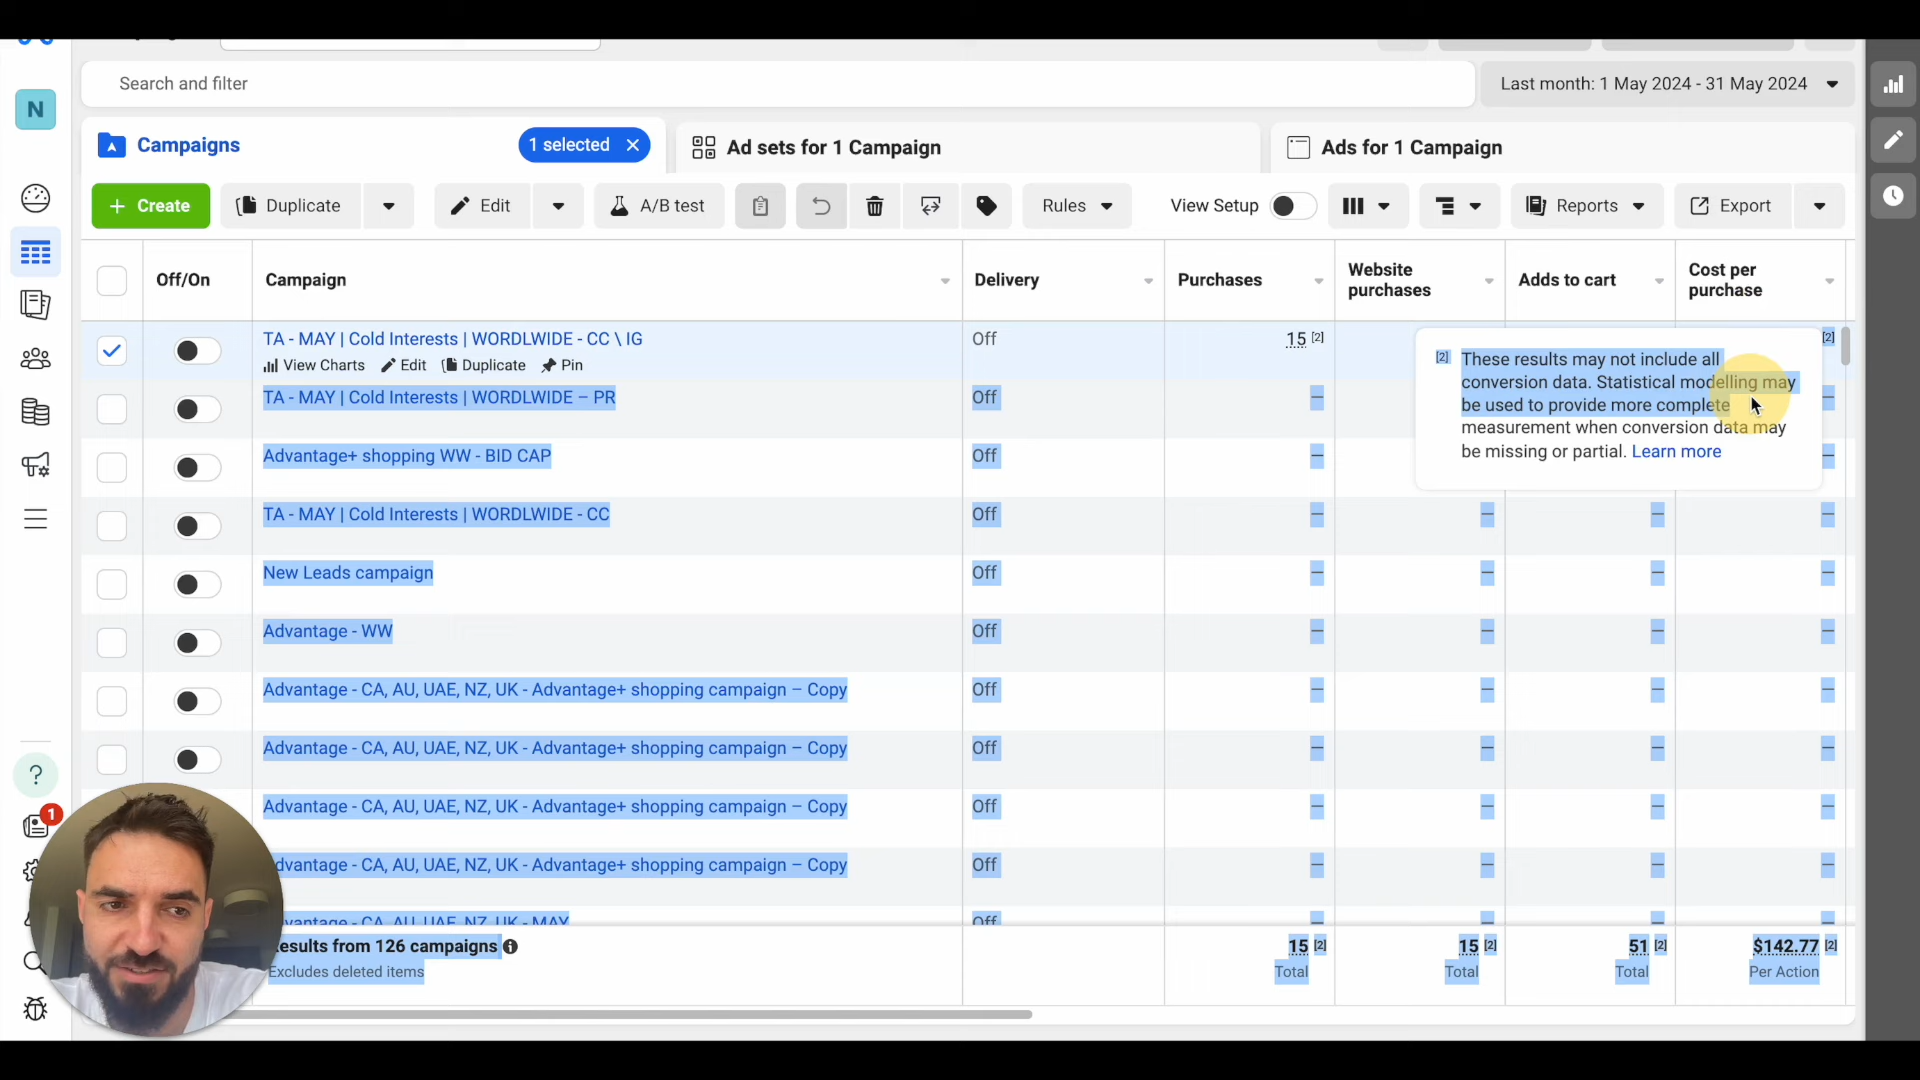 Search and filter
Last month: 1 May 2024 - 31 May 2024
N
Campaigns
1 selected
Ad sets for 1 Campaign
Ads for 1 Campaign
+ Create
Duplicate
Edit
A/B test
Rules
View Setup
Reports
Export
Off/On
Campaign
Delivery
Purchases
Website
purchases
Adds to cart
Cost per
purchase
TA - MAY | Cold Interests | WORDLWIDE - CC \ IG
Off
15 [2]
[2]
View Charts
Edit
Duplicate
Pin
[2] These results may not include all
conversion data. Statistical modelling may
be used to provide more complete
measurement when conversion data may
be missing or partial. Learn more
TA - MAY | Cold Interests | WORDLWIDE – PR
Off
—
—
Advantage+ shopping WW - BID CAP
Off
—
—
TA - MAY | Cold Interests | WORDLWIDE - CC
Off
—
—
—
—
New Leads campaign
Off
—
—
—
—
Advantage - WW
Off
—
—
—
—
Advantage - CA, AU, UAE, NZ, UK - Advantage+ shopping campaign – Copy
Off
—
—
—
—
Advantage - CA, AU, UAE, NZ, UK - Advantage+ shopping campaign – Copy
Off
—
—
—
—
?
Advantage - CA, AU, UAE, NZ, UK - Advantage+ shopping campaign – Copy
Off
—
—
—
—
1
dvantage - CA, AU, UAE, NZ, UK - Advantage+ shopping campaign – Copy
Off
—
—
—
—
vantage - CA, AU, UAE, NZ, UK - MAY
Off
—
—
—
—
esults from 126 campaigns
Excludes deleted items
15 [2]
Total
15 [2]
Total
51 [2]
Total
$142.77 [2]
Per Action